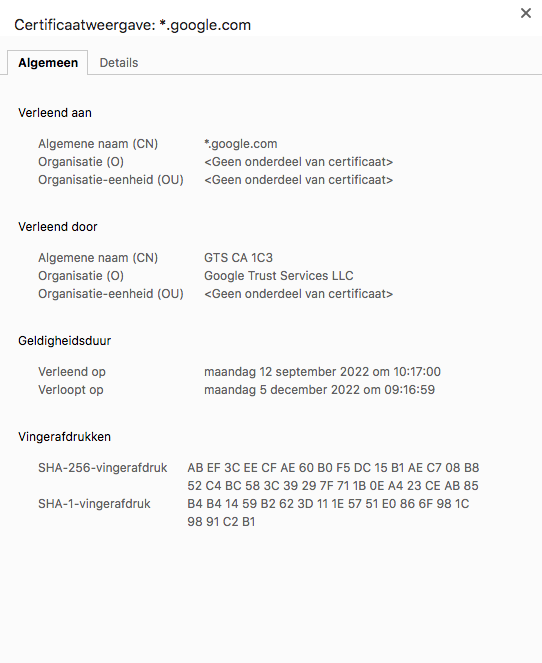 Certificaatweergave: *.google.com
Algemeen Details
Verleend aan
Algemene naam (CN) *.google.com
Organisatie (O) <Geen onderdeel van certificaat>
Organisatie-eenheid (OU) <Geen onderdeel van certificaat>
Verleend door
Algemene naam (CN) GTS CA 1C3
Organisatie (O) Google Trust Services LLC
Organisatie-eenheid (OU) <Geen onderdeel van certificaat>
Geldigheidsduur
Verleend op maandag 12 september 2022 om 10:17:00
Verloopt op maandag 5 december 2022 om 09:16:59
Vingerafdrukken
SHA-256-vingerafdruk AB EF 3C EE CF AE 60 B0 F5 DC 15 B1 AE C7 08 B8
52 C4 BC 58 3C 39 29 7F 71 1B 0E A4 23 CE AB 85
SHA-1-vingerafdruk B4 B4 14 59 B2 62 3D 11 1E 57 51 E0 86 6F 98 1C
98 91 C2 B1